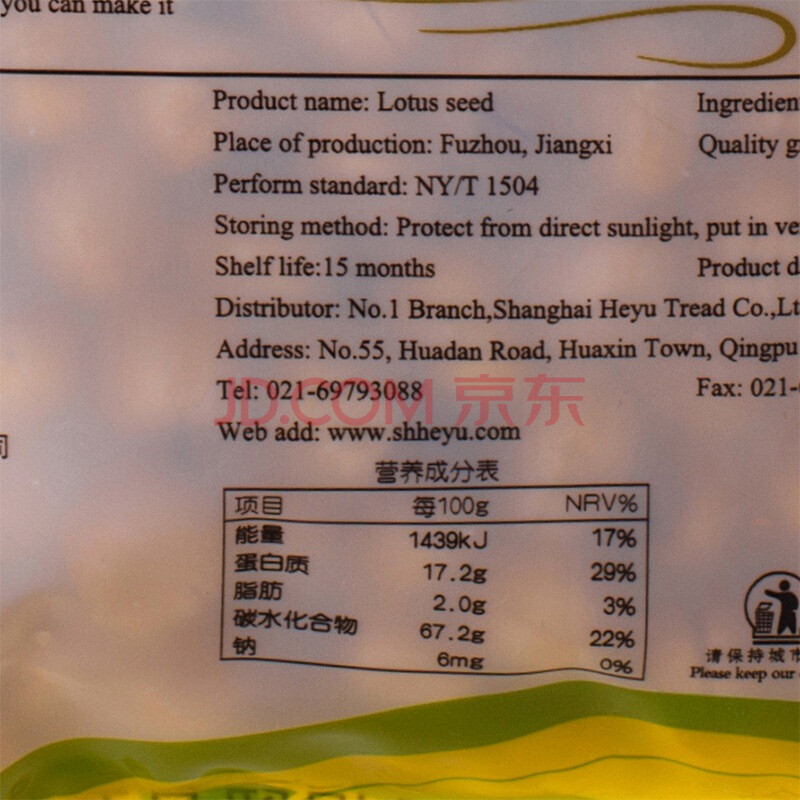 you can make it
Product name: Lotus seed
Ingredien
Place of production: Fuzhou, Jiangxi
Quality g
Perform standard: NY/T 1504
Storing method: Protect from direct sunlight, put in ve
Shelf life:15 months
Product d
Distributor: No.1 Branch,Shanghai Heyu Tread Co.,Lt
Address: No.55, Huadan Road, Huaxin Town, Qingpu
Tel: 021-69793088
Fax: 021-
JD.COM 京东
Web add: www.shheyu.com
司
营养成分表
项目 每100g NRV%
能量 1439kJ 17%
蛋白质 17.2g 29%
脂肪 2.0g 3%
碳水化合物 67.2g 22%
钠 6mg 0%
请保持城市
Please keep our